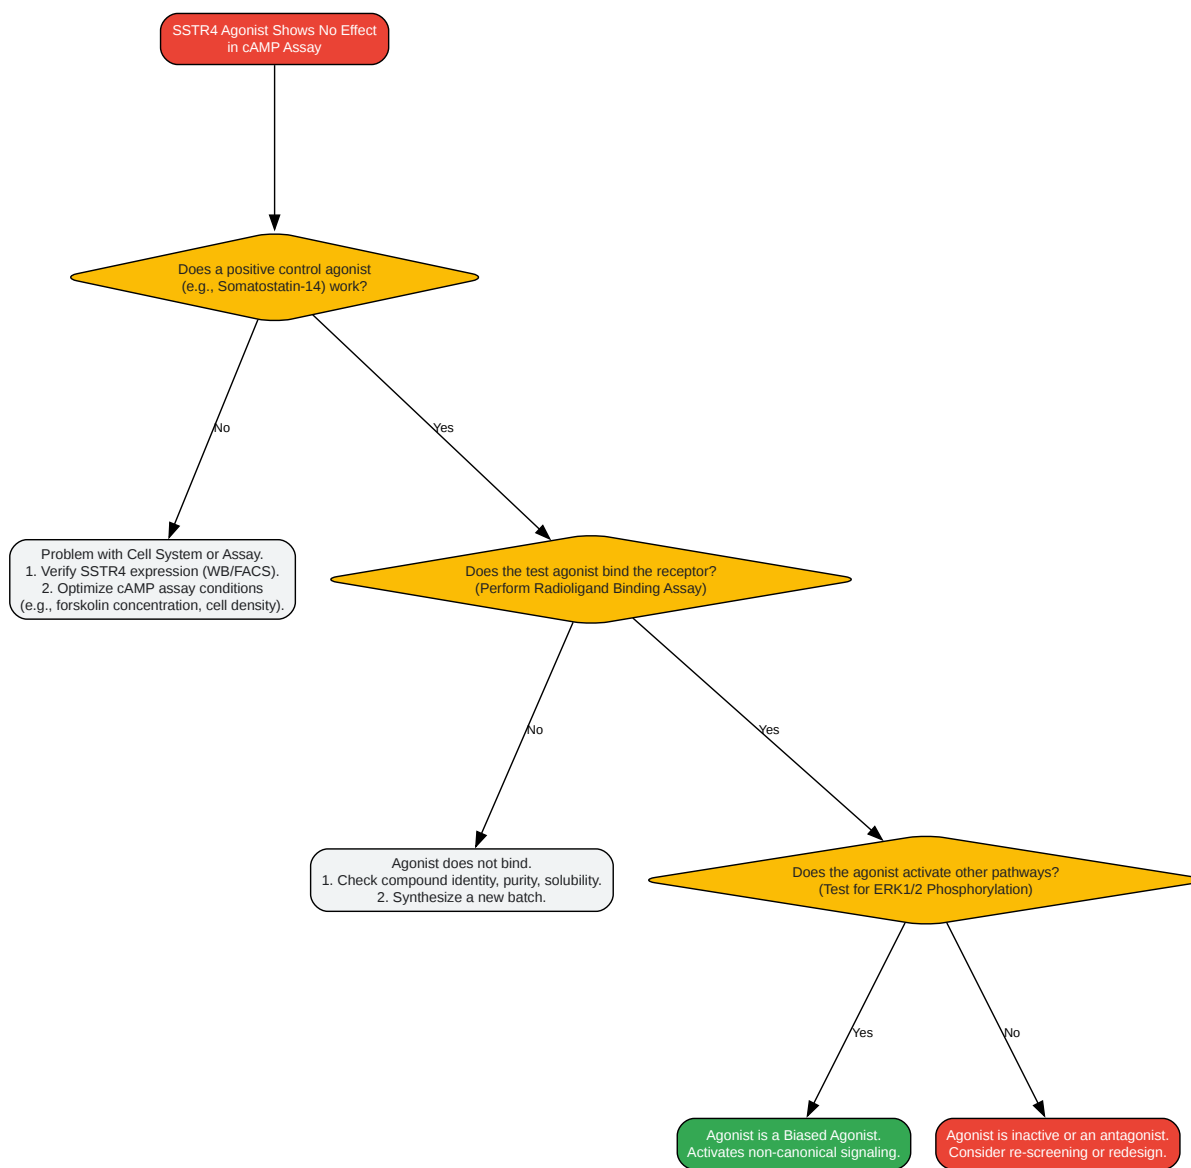 SSTR4 Agonist Shows No Effect
in cAMP Assay
Does a positive control agonist
(e.g., Somatostatin-14) work?
No
Yes
Problem with Cell System or Assay.
1. Verify SSTR4 expression (WB/FACS).
2. Optimize cAMP assay conditions
(e.g., forskolin concentration, cell density).
Does the test agonist bind the receptor?
(Perform Radioligand Binding Assay)
No
Yes
Agonist does not bind.
1. Check compound identity, purity, solubility.
2. Synthesize a new batch.
Does the agonist activate other pathways?
(Test for ERK1/2 Phosphorylation)
Yes
No
Agonist is a Biased Agonist.
Activates non-canonical signaling.
Agonist is inactive or an antagonist.
Consider re-screening or redesign.